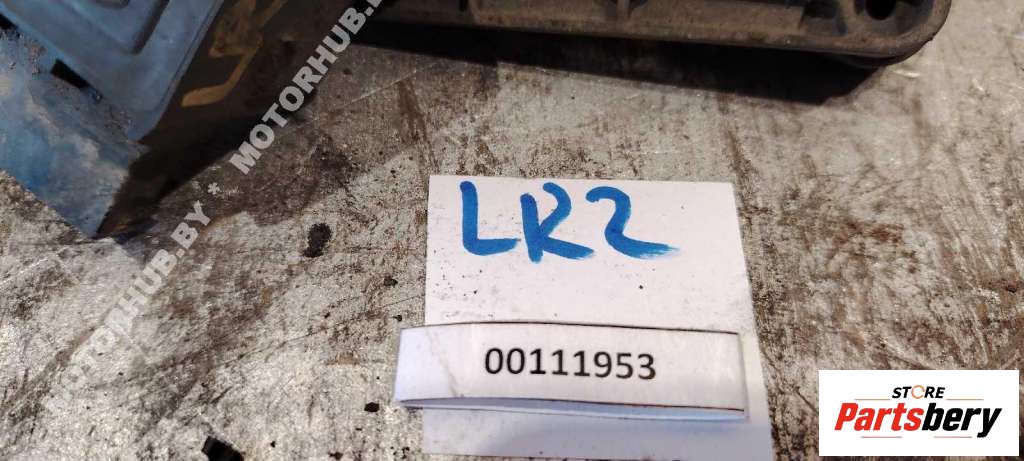 MOTORHUB.BY * MOTORHUB.BY
LR2
00111953
STORE
Partsbery